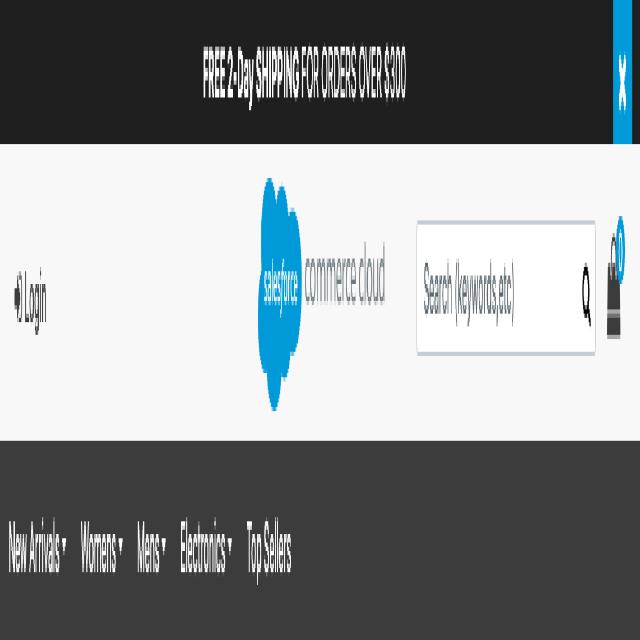 FREE 2-Day SHIPPING FOR ORDERS OVER $300
Login
salesforce commerce cloud
Search (keywords,etc)
0
New Arrivals Womens Mens Electronics Top Sellers